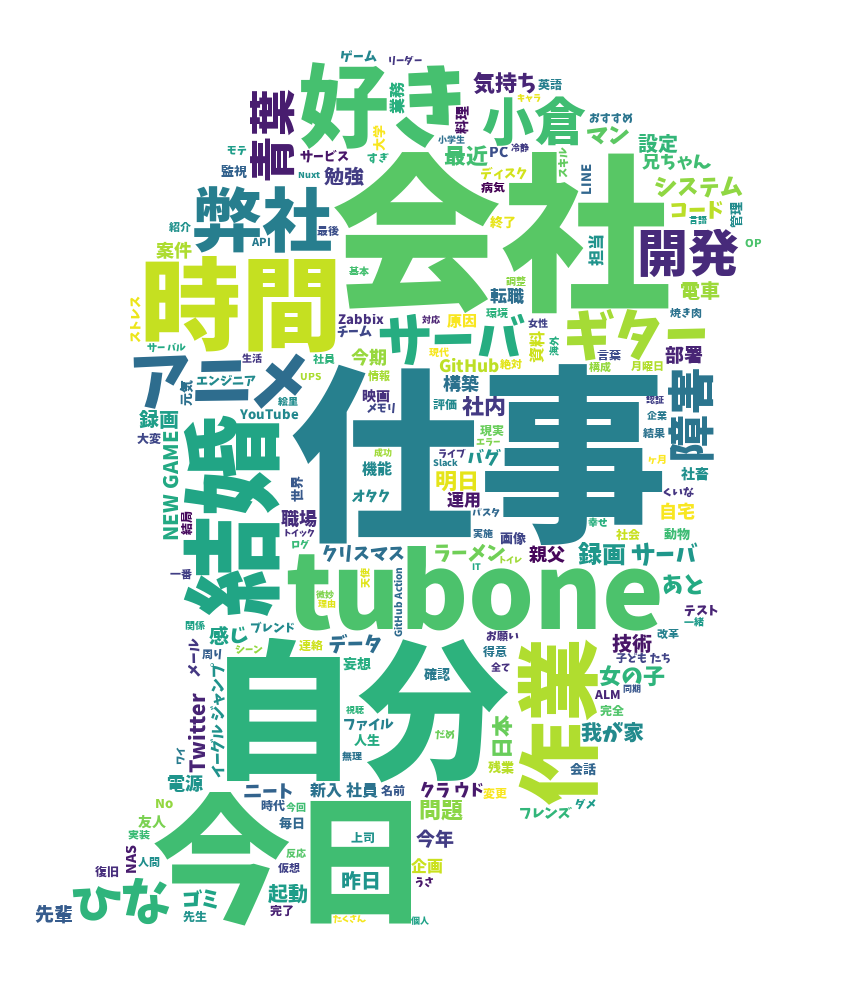 ゲーム
リーダー
好き
業務
気持ち
英語
キャラ
料理
小倉
おすすめ
マン
青葉
大学
小学生
設定
モテ
サービス
すぎ
最近
PC
冷静
スキル
兄ちゃん
監視
Nuxt
勉強
ディスク
LINE
システム
病気
会社
弊社
紹介
API
最後
終了
コード
言語
管理
案件
担当
開発
OP
時間
基本
調整
転職
電車
ストレス
Zabbix
対応
原因
環境
女性
焼き肉
チーム
サーバ
ギター
サーバル
生活
社員
今期
現代
GitHub
絶対
資料
海外
言葉
構成
月曜日
部署
アニメ
元気
エンジニア
UPS
情報
構築
絵里
映画
メモリ
評価
社内
認証
障害
録画
YouTube
企業
大変
仕事
現実
エラー
結果
NEW GAME
結婚
成功
ライブ
Slack
バグ
機能
明日
ヶ月
社畜
世界
オタク
運用
くいな
職場
バスタ
自宅
結局
トイック
実施
画像
幸せ
社会
動物
ログ
クリスマス
ラーメン
トイレ
親父
録画 サーバ
一番
天使
IT
tubone
あと
微妙
理由
GitHub Action
テスト
関係
感じ
ブレンド
一緒
改革
メール
周り
シーン
連絡
データ
お願い
得意
技術
子ども たち
自分
妄想
確認
全て
作業
女の子
Twitter
イーグル ジャンプ
視聴
ALM
同期
ファイル
完全
ワイ
人生
だめ
日本
我が家
無理
残業
会話
電源
ニート
新入 社員
名前
クラウド
変更
No
時代
今回
問題
フレンズ
ダメ
友人
今日
毎日
実装
上司
今年
NAS
人間
反応
復旧
仮想
企画
昨日
うさ
ひな
ゴミ
起動
先輩
先生
完了
たくさん
個人